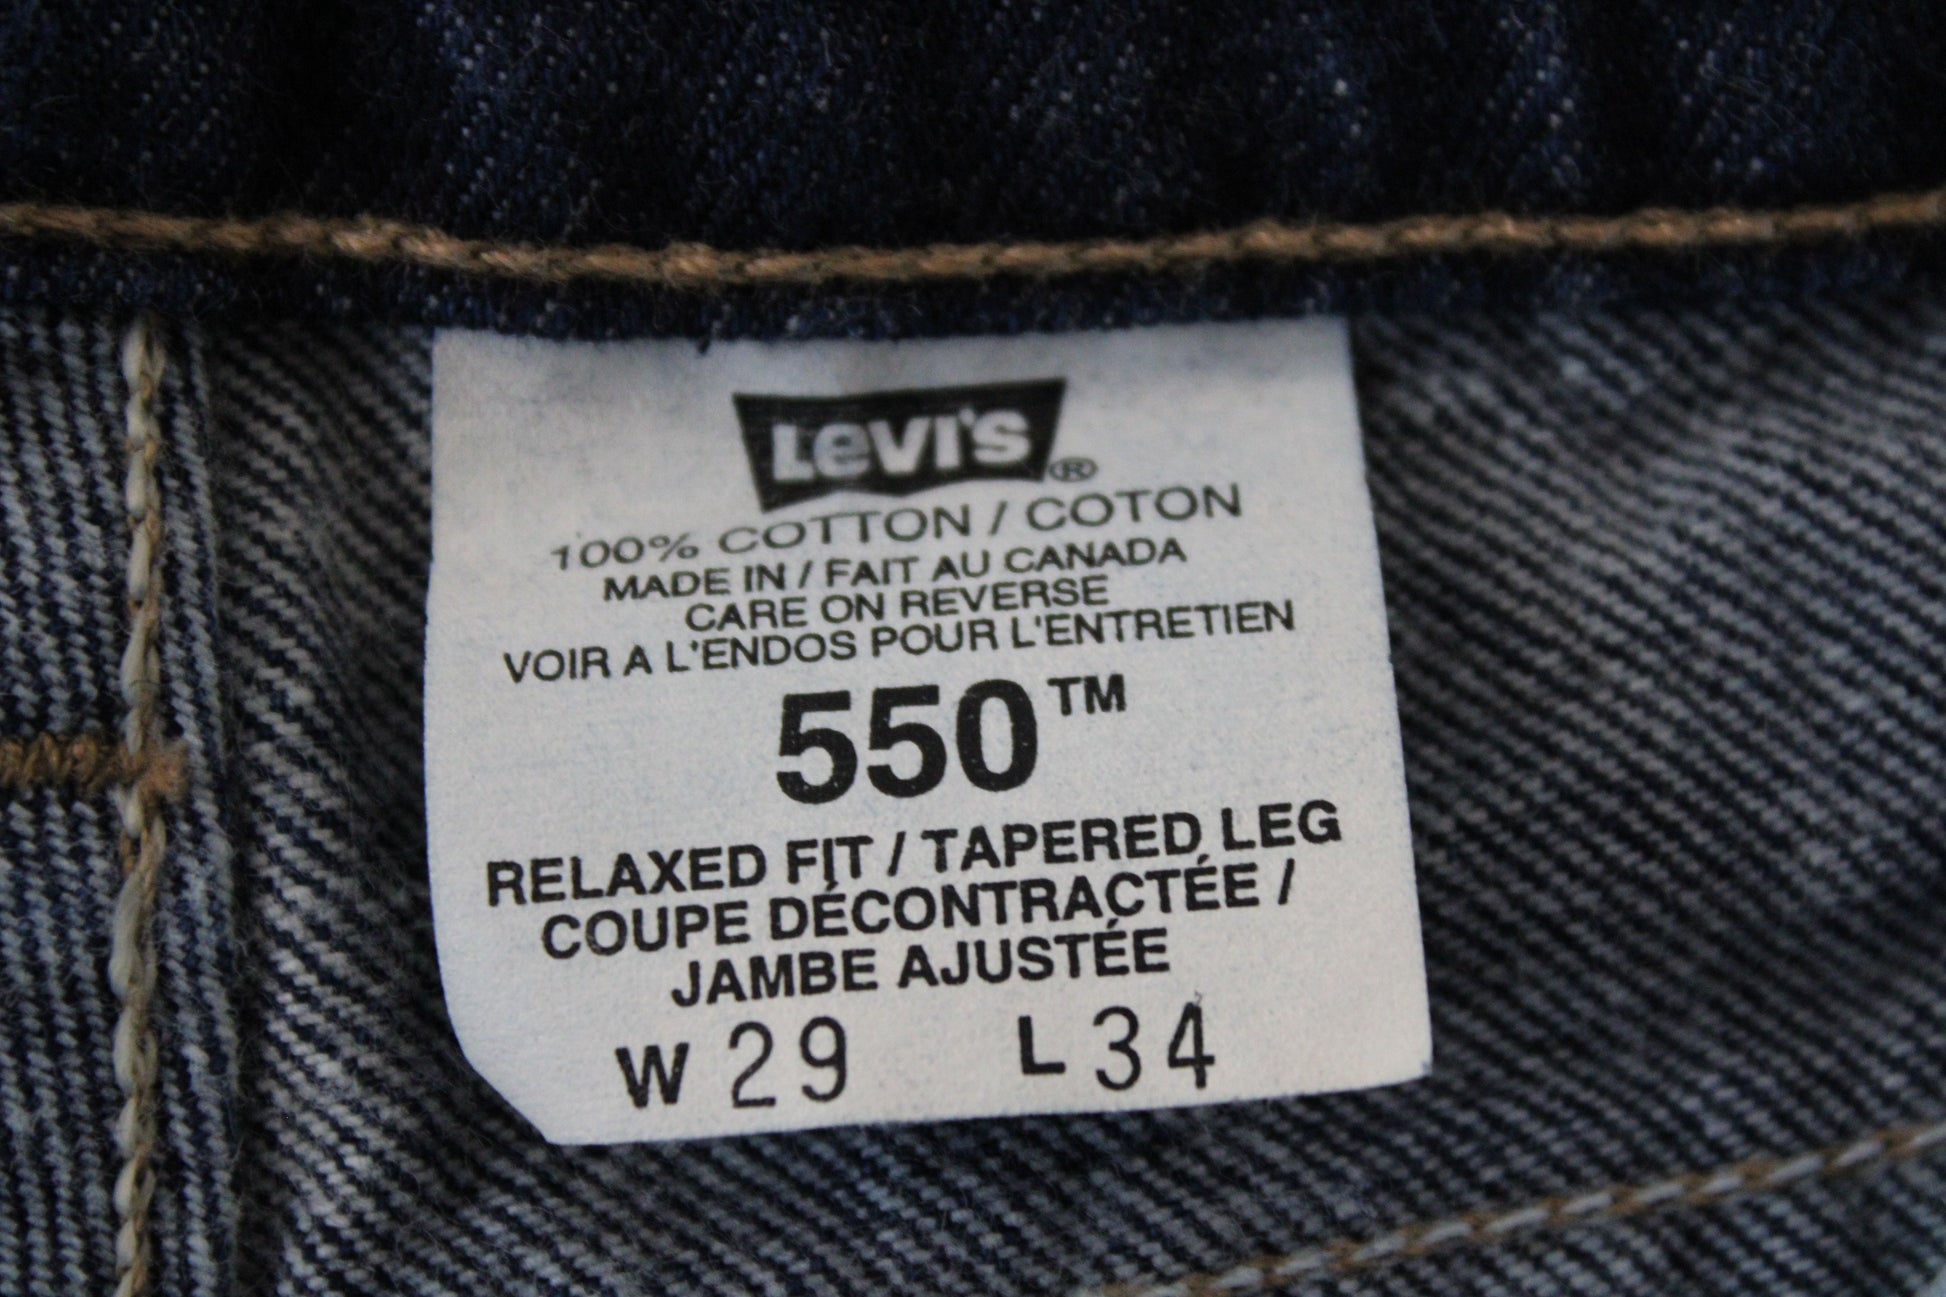 Levi's®
100% COTTON / COTON
MADE IN / FAIT AU CANADA
CARE ON REVERSE
VOIR A L'ENDOS POUR L'ENTRETIEN
550™
RELAXED FIT / TAPERED LEG
COUPE DÉCONTRACTÉE /
JAMBE AJUSTÉE
W 29 L 34